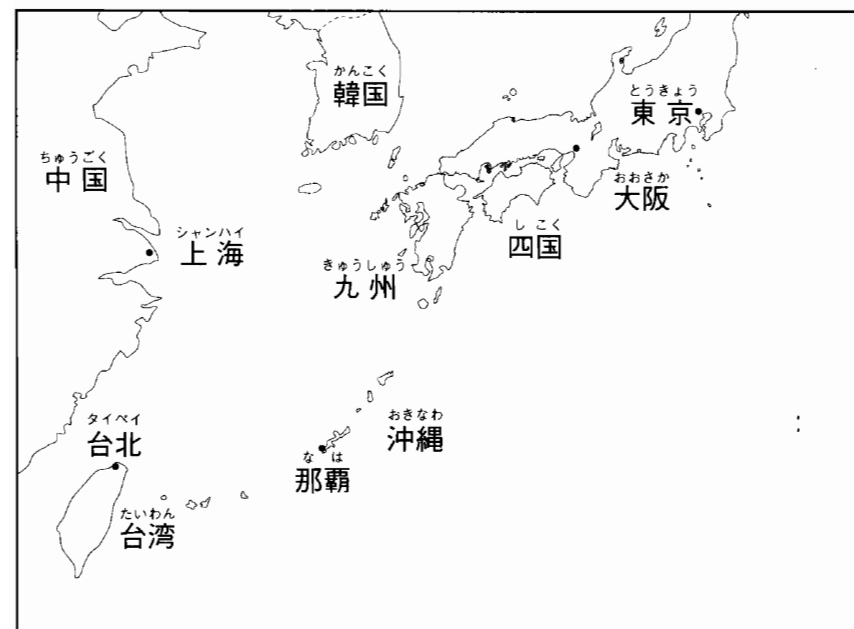 かんこく
韓国
とうきょう
東京
ちゅうごく
中国
おおさか
大阪
シャンハイ
上海
しこく
四国
きゅうしゅう
九州
タイペイ
台北
おきなわ
沖縄
なは
那覇
たいわん
台湾